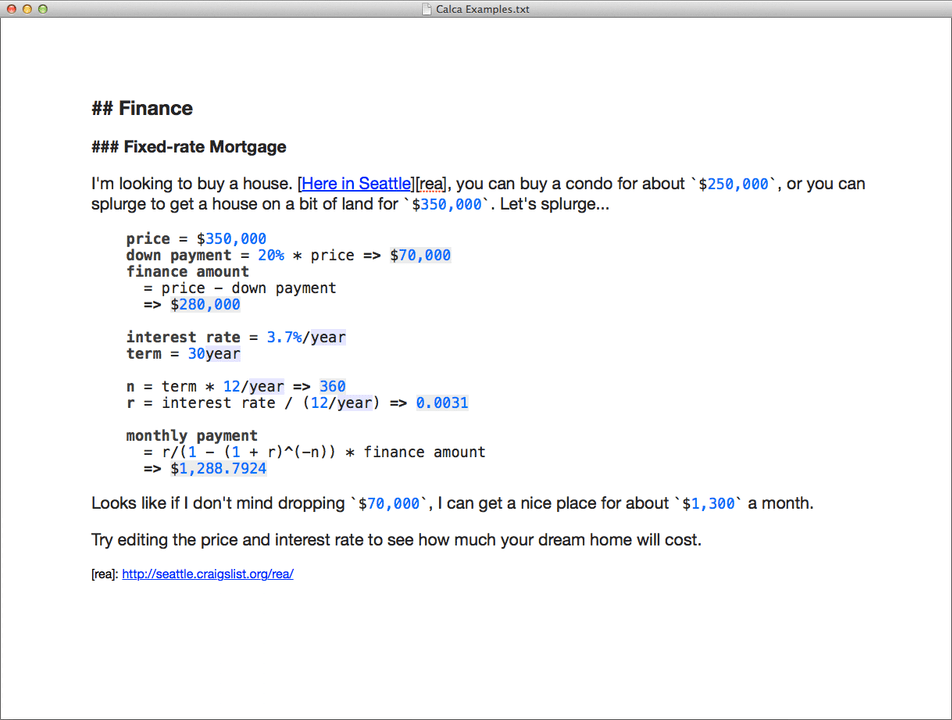 Calca Examples.txt
## Finance
### Fixed-rate Mortgage
I'm looking to buy a house. [Here in Seattle][rea], you can buy a condo for about `$250,000`, or you can
splurge to get a house on a bit of land for `$350,000`. Let's splurge...
price = $350,000
down payment = 20% * price => $70,000
finance amount
= price - down payment
=> $280,000
interest rate = 3.7%/year
term = 30year
n = term * 12/year => 360
r = interest rate / (12/year) => 0.0031
monthly payment
= r/(1 - (1 + r)^(-n)) * finance amount
=> $1,288.7924
Looks like if I don't mind dropping `$70,000`, I can get a nice place for about `$1,300` a month.
Try editing the price and interest rate to see how much your dream home will cost.
[rea]: http://seattle.craigslist.org/rea/